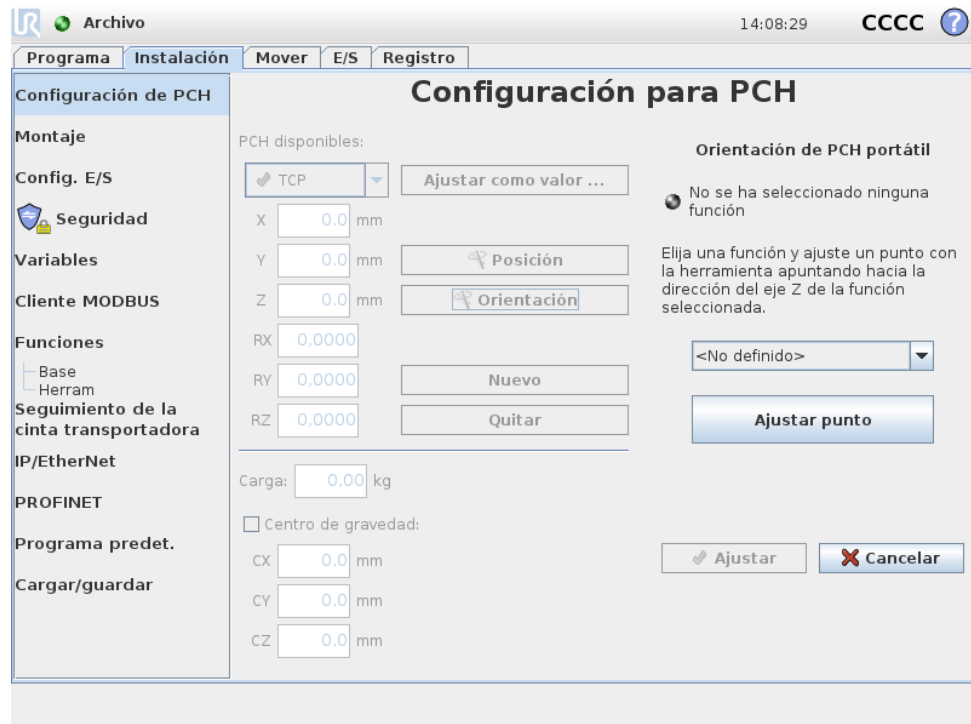 UR Archivo 14:08:29 CCCC ?
Programa Instalación Mover E/S Registro
Configuración de PCH
Montaje
Config. E/S
Seguridad
Variables
Cliente MODBUS
Funciones
Base
Herram
Seguimiento de la
cinta transportadora
IP/EtherNet
PROFINET
Programa predet.
Cargar/guardar
Configuración para PCH
PCH disponibles:
TCP Ajustar como valor ...
X 0.0 mm
Y 0.0 mm Posición
Z 0.0 mm Orientación
RX 0,0000
RY 0,0000 Nuevo
RZ 0,0000 Quitar
Carga: 0,00 kg
Centro de gravedad:
CX 0.0 mm
CY 0.0 mm
CZ 0.0 mm
Orientación de PCH portátil
No se ha seleccionado ninguna
función
Elija una función y ajuste un punto con
la herramienta apuntando hacia la
dirección del eje Z de la función
seleccionada.
<No definido>
Ajustar punto
Ajustar Cancelar